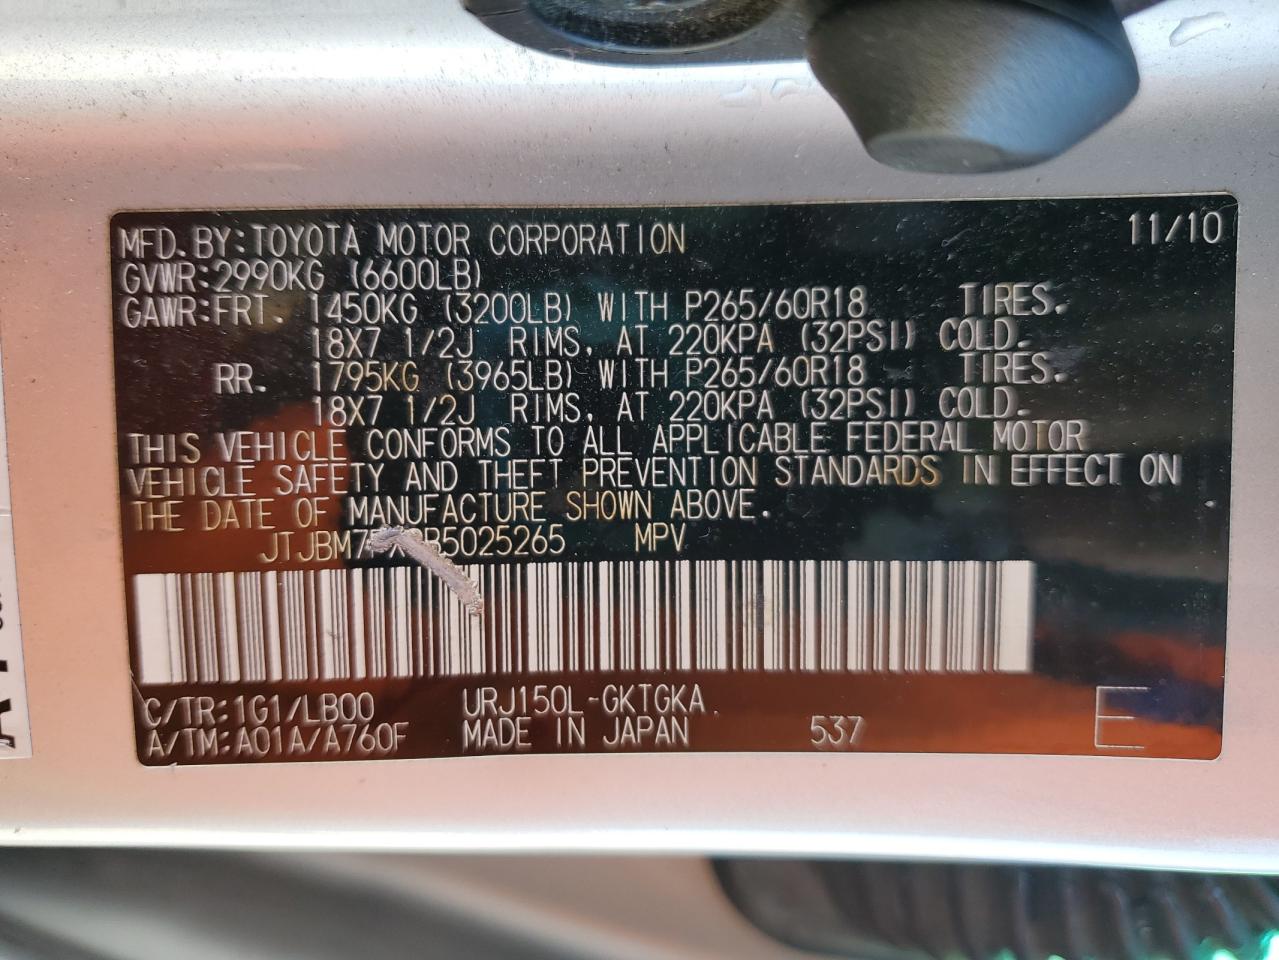 MFD. BY: TOYOTA MOTOR CORPORATION 11/10
GVWR: 2990KG (6600LB)
GAWR: FRT. 1450KG (3200LB) WITH P265/60R18 TIRES.
18X7 1/2J RIMS, AT 220KPA (32PSI) COLD.
RR. 1795KG (3965LB) WITH P265/60R18 TIRES.
18X7 1/2J RIMS, AT 220KPA (32PSI) COLD.
THIS VEHICLE CONFORMS TO ALL APPLICABLE FEDERAL MOTOR
VEHICLE SAFETY AND THEFT PREVENTION STANDARDS IN EFFECT ON
THE DATE OF MANUFACTURE SHOWN ABOVE.
MPV
C/TR: 1G1/LB00 URJ150L-GKTGKA
A/TM: A01A/A760F MADE IN JAPAN 537 E